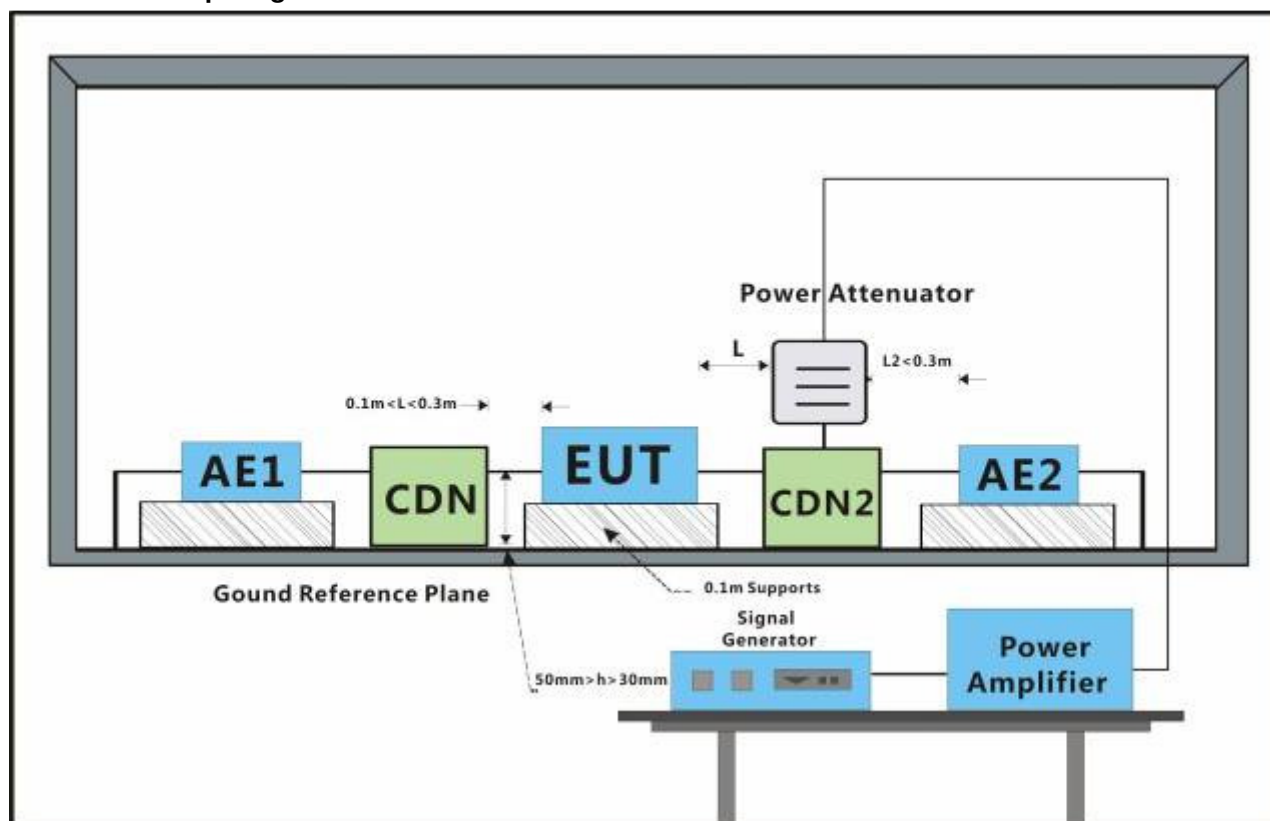 Power Attenuator
L
L2<0.3m
0.1m<L<0.3m
AE1
CDN
EUT
CDN2
AE2
Gound Reference Plane
0.1m Supports
Signal
Generator
50mm>h>30mm
Power
Amplifier